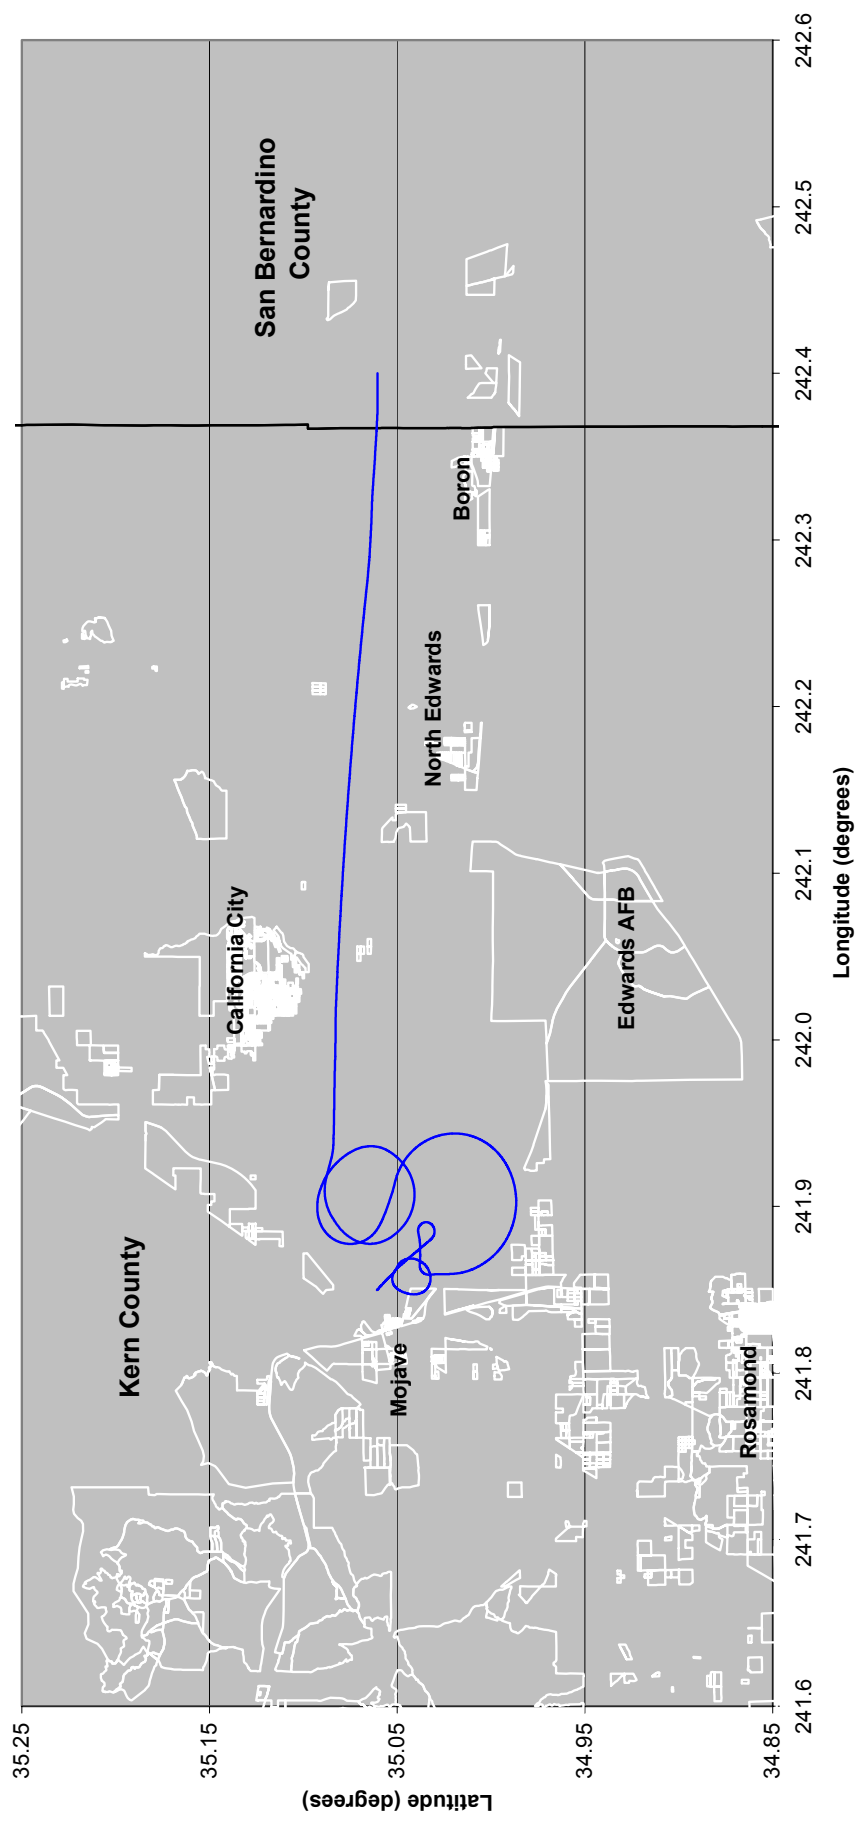 35.25
35.15
35.05
34.95
34.85
Latitude (degrees)
241.6
241.7
241.8
241.9
242.0
242.1
242.2
242.3
242.4
242.5
242.6
Longitude (degrees)
Kern County
San Bernardino
County
California City
North Edwards
Boron
Mojave
Edwards AFB
Rosamond